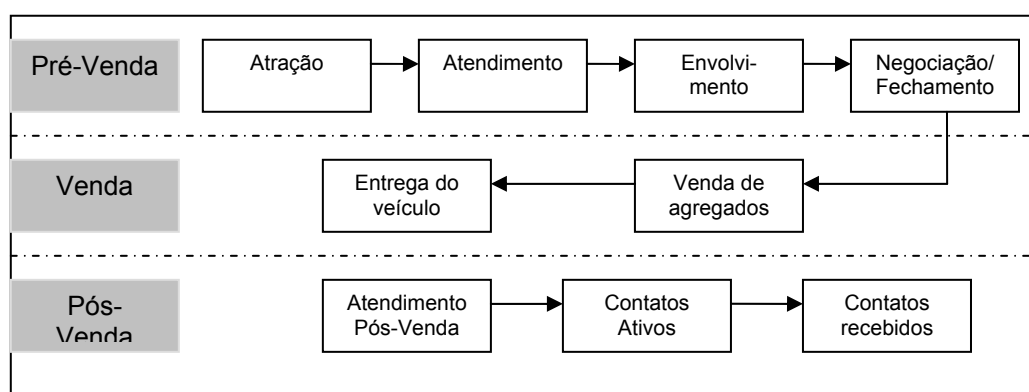 Pré-Venda
Atração
Atendimento
Envolvi-
mento
Negociação/
Fechamento
Venda
Entrega do
veículo
Venda de
agregados
Pós-
Venda
Atendimento
Pós-Venda
Contatos
Ativos
Contatos
recebidos